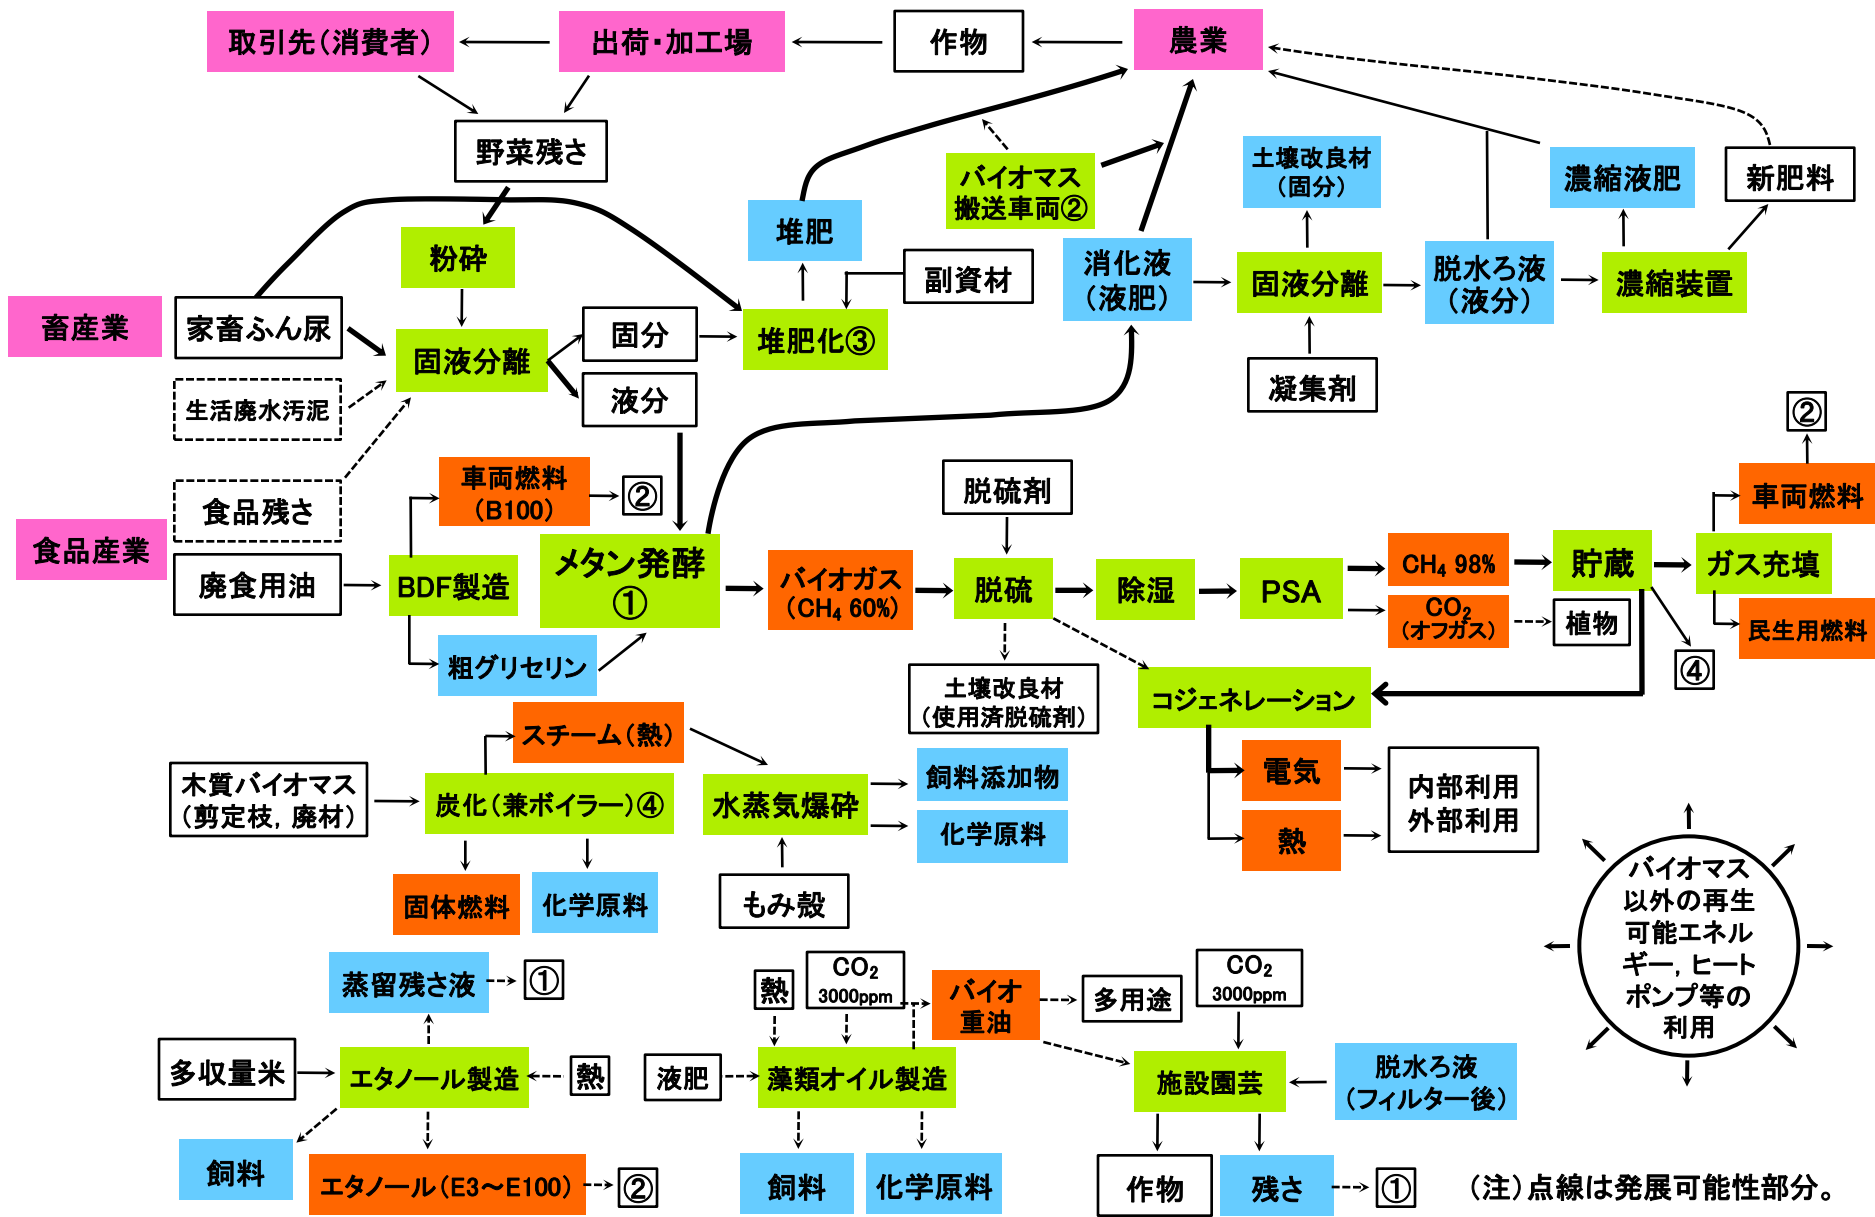 取引先（消費者）
出荷・加工場
作物
農業
野菜残さ
粉砕
畜産業
家畜ふん尿
生活廃水汚泥
固液分離
固分
液分
堆肥
副資材
堆肥化③
バイオマス
搬送車両②
消化液
（液肥）
土壌改良材
（固分）
固液分離
凝集剤
脱水ろ液
（液分）
濃縮液肥
濃縮装置
新肥料
食品残さ
食品産業
廃食用油
車両燃料
（B100）
②
BDF製造
粗グリセリン
メタン発酵
①
バイオガス
（CH₄ 60%）
脱硫剤
脱硫
土壌改良材
（使用済脱硫剤）
除湿
PSA
CH₄ 98%
CO₂
（オフガス）
植物
貯蔵
④
ガス充填
②
車両燃料
民生用燃料
コジェネレーション
電気
熱
内部利用
外部利用
スチーム（熱）
木質バイオマス
（剪定枝，廃材）
炭化（兼ボイラー）④
固体燃料
化学原料
水蒸気爆砕
もみ殻
飼料添加物
化学原料
バイオマス
以外の再生
可能エネル
ギー，ヒート
ポンプ等の
利用
蒸留残さ液
①
多収量米
エタノール製造
熱
飼料
エタノール（E3～E100）
②
熱
CO₂
3000ppm
液肥
藻類オイル製造
飼料
化学原料
バイオ
重油
多用途
CO₂
3000ppm
施設園芸
脱水ろ液
（フィルター後）
作物
残さ
①
（注）点線は発展可能性部分。